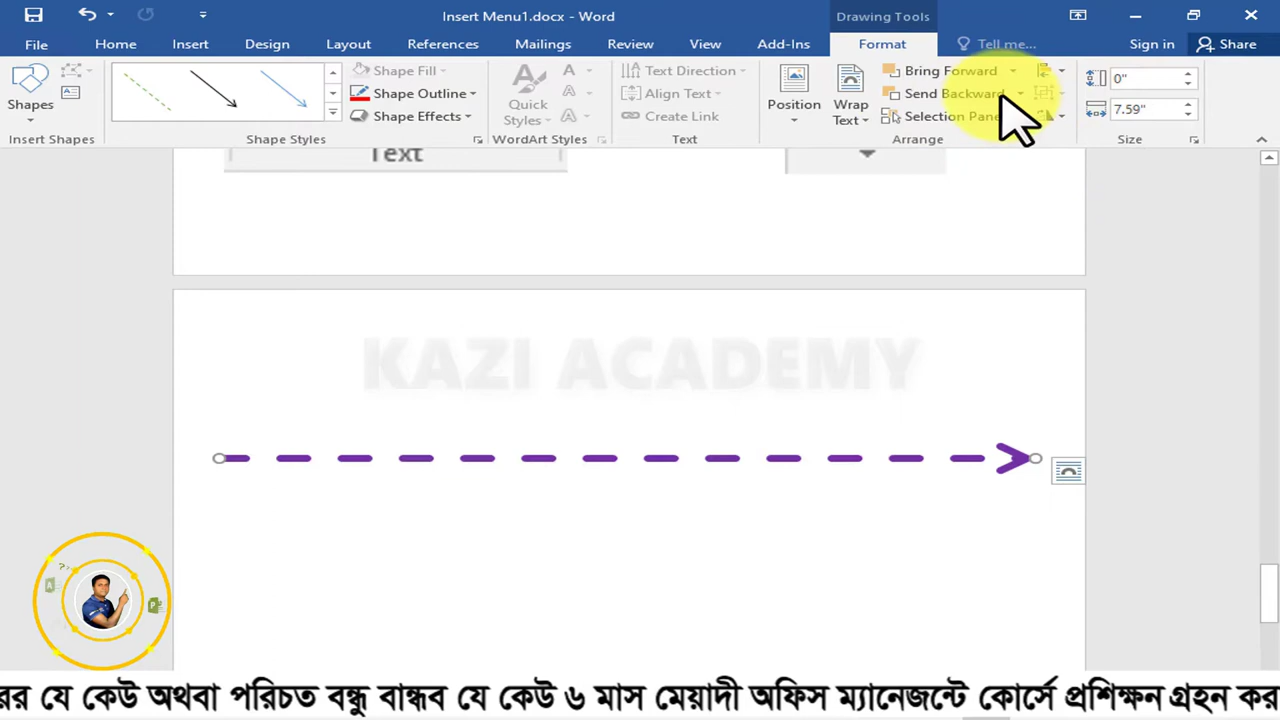 Insert Menu1.docx - Word
Drawing Tools
File Home Insert Design Layout References Mailings Review View Add-Ins Format Tell me... Sign in Share
Shapes
Insert Shapes
Shape Fill
Shape Outline
Shape Effects
Shape Styles
Quick Styles
WordArt Styles
Text Direction
Align Text
Create Link
Text
Position
Wrap Text
Bring Forward
Send Backward
Selection Pane
Arrange
0"
7.59"
Size
Text
KAZI ACADEMY
রর যে কেউ অথবা পরিচত বন্ধু বান্ধব যে কেউ ৬ মাস মেয়াদী অফিস ম্যানেজন্টে কোর্সে প্রশিক্ষন গ্রহন কর